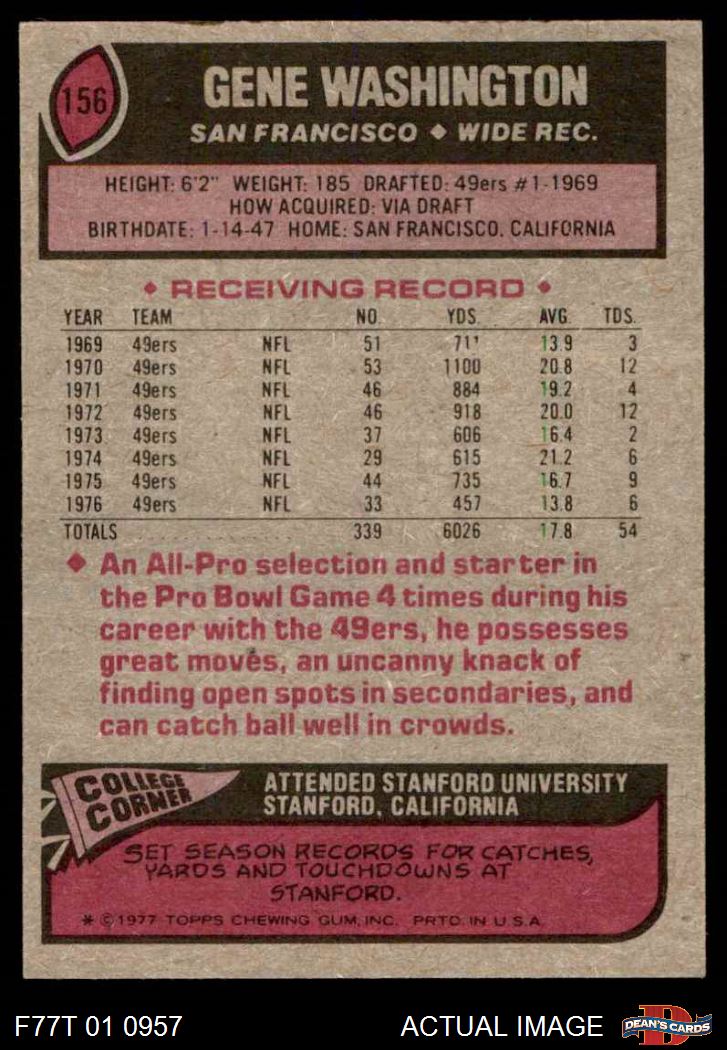 156
GENE WASHINGTON
SAN FRANCISCO ♦ WIDE REC.
HEIGHT: 6'2" WEIGHT: 185 DRAFTED: 49ers #1-1969
HOW ACQUIRED: VIA DRAFT
BIRTHDATE: 1-14-47 HOME: SAN FRANCISCO, CALIFORNIA
♦ RECEIVING RECORD ♦
YEAR TEAM NO. YDS. AVG. TDS.
1969 49ers NFL 51 711 13.9 3
1970 49ers NFL 53 1100 20.8 12
1971 49ers NFL 46 884 19.2 4
1972 49ers NFL 46 918 20.0 12
1973 49ers NFL 37 606 16.4 2
1974 49ers NFL 29 615 21.2 6
1975 49ers NFL 44 735 16.7 9
1976 49ers NFL 33 457 13.8 6
TOTALS 339 6026 17.8 54
♦ An All-Pro selection and starter in
the Pro Bowl Game 4 times during his
career with the 49ers, he possesses
great moves, an uncanny knack of
finding open spots in secondaries, and
can catch ball well in crowds.
COLLEGE
CORNER
ATTENDED STANFORD UNIVERSITY
STANFORD, CALIFORNIA
SET SEASON RECORDS FOR CATCHES,
YARDS AND TOUCHDOWNS AT
STANFORD.
* ©1977 TOPPS CHEWING GUM, INC. PRTD. IN U.S.A.
F77T 01 0957 ACTUAL IMAGE
D
DEAN'S CARDS